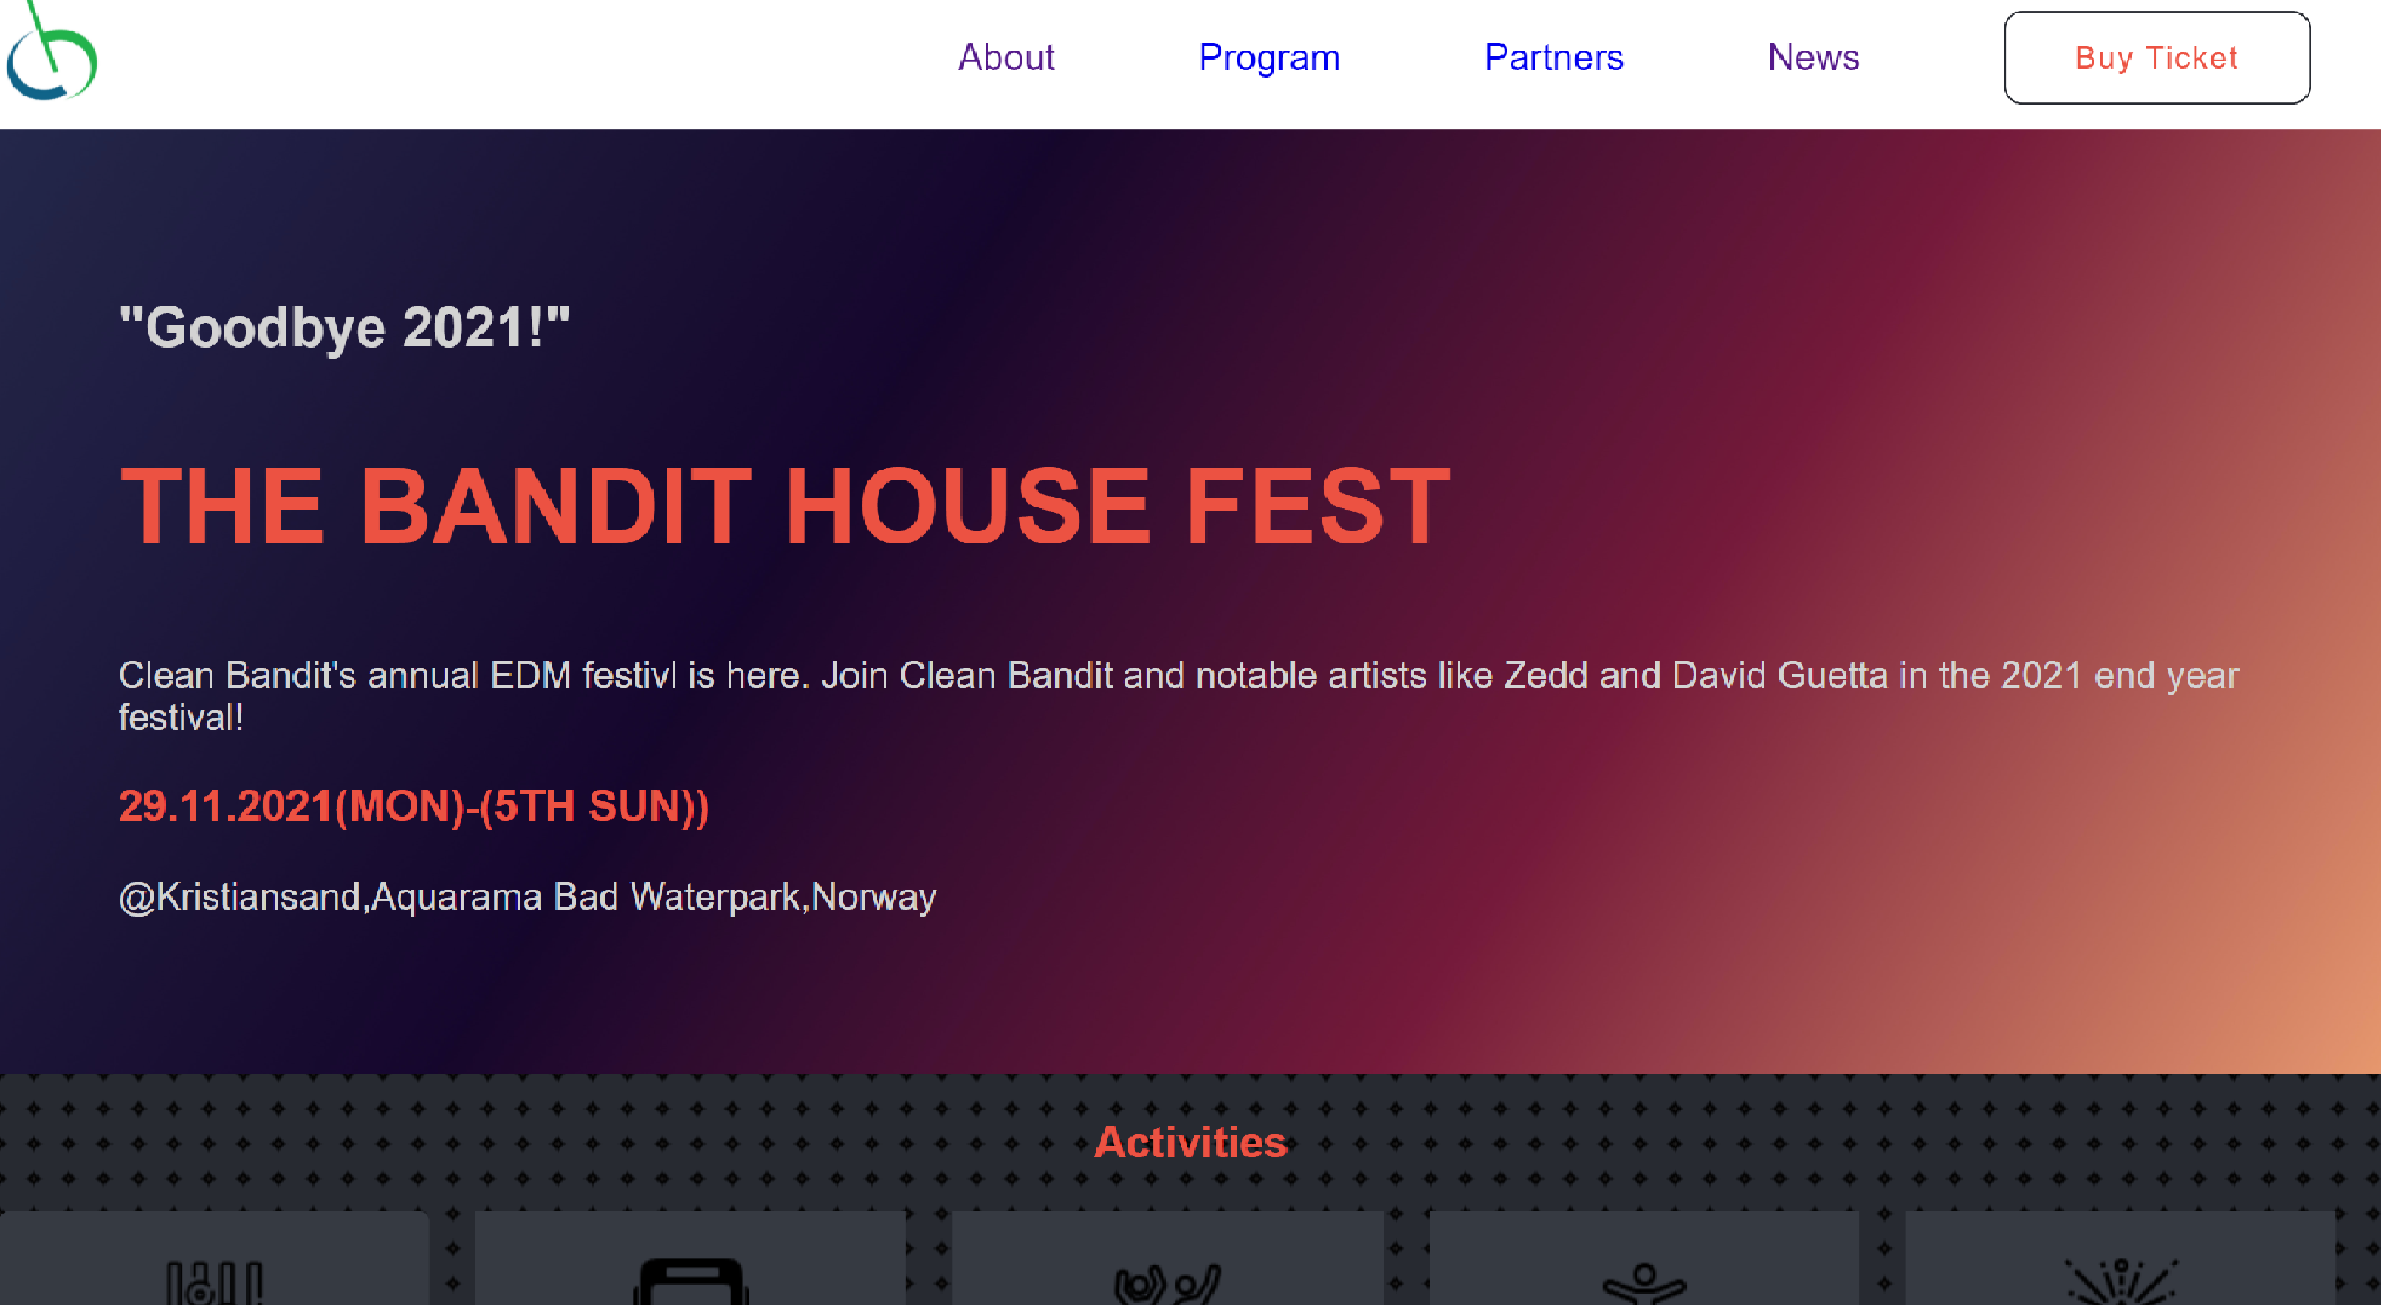 About Program Partners News Buy Ticket
"Goodbye 2021!"
THE BANDIT HOUSE FEST
Clean Bandit's annual EDM festivl is here. Join Clean Bandit and notable artists like Zedd and David Guetta in the 2021 end year
festival!
29.11.2021(MON)-(5TH SUN))
@Kristiansand,Aquarama Bad Waterpark,Norway
Activities